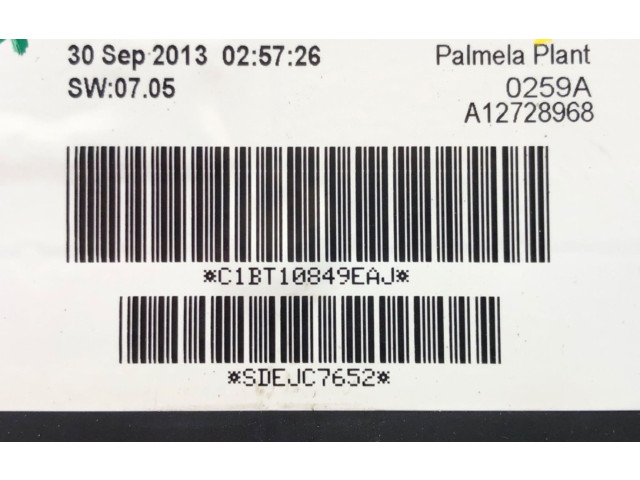 30 Sep 2013 02:57:26 Palmela Plant
SW:07.05 0259A
A12728968
*C1BT10849EAJ*
*SDEJC7652*